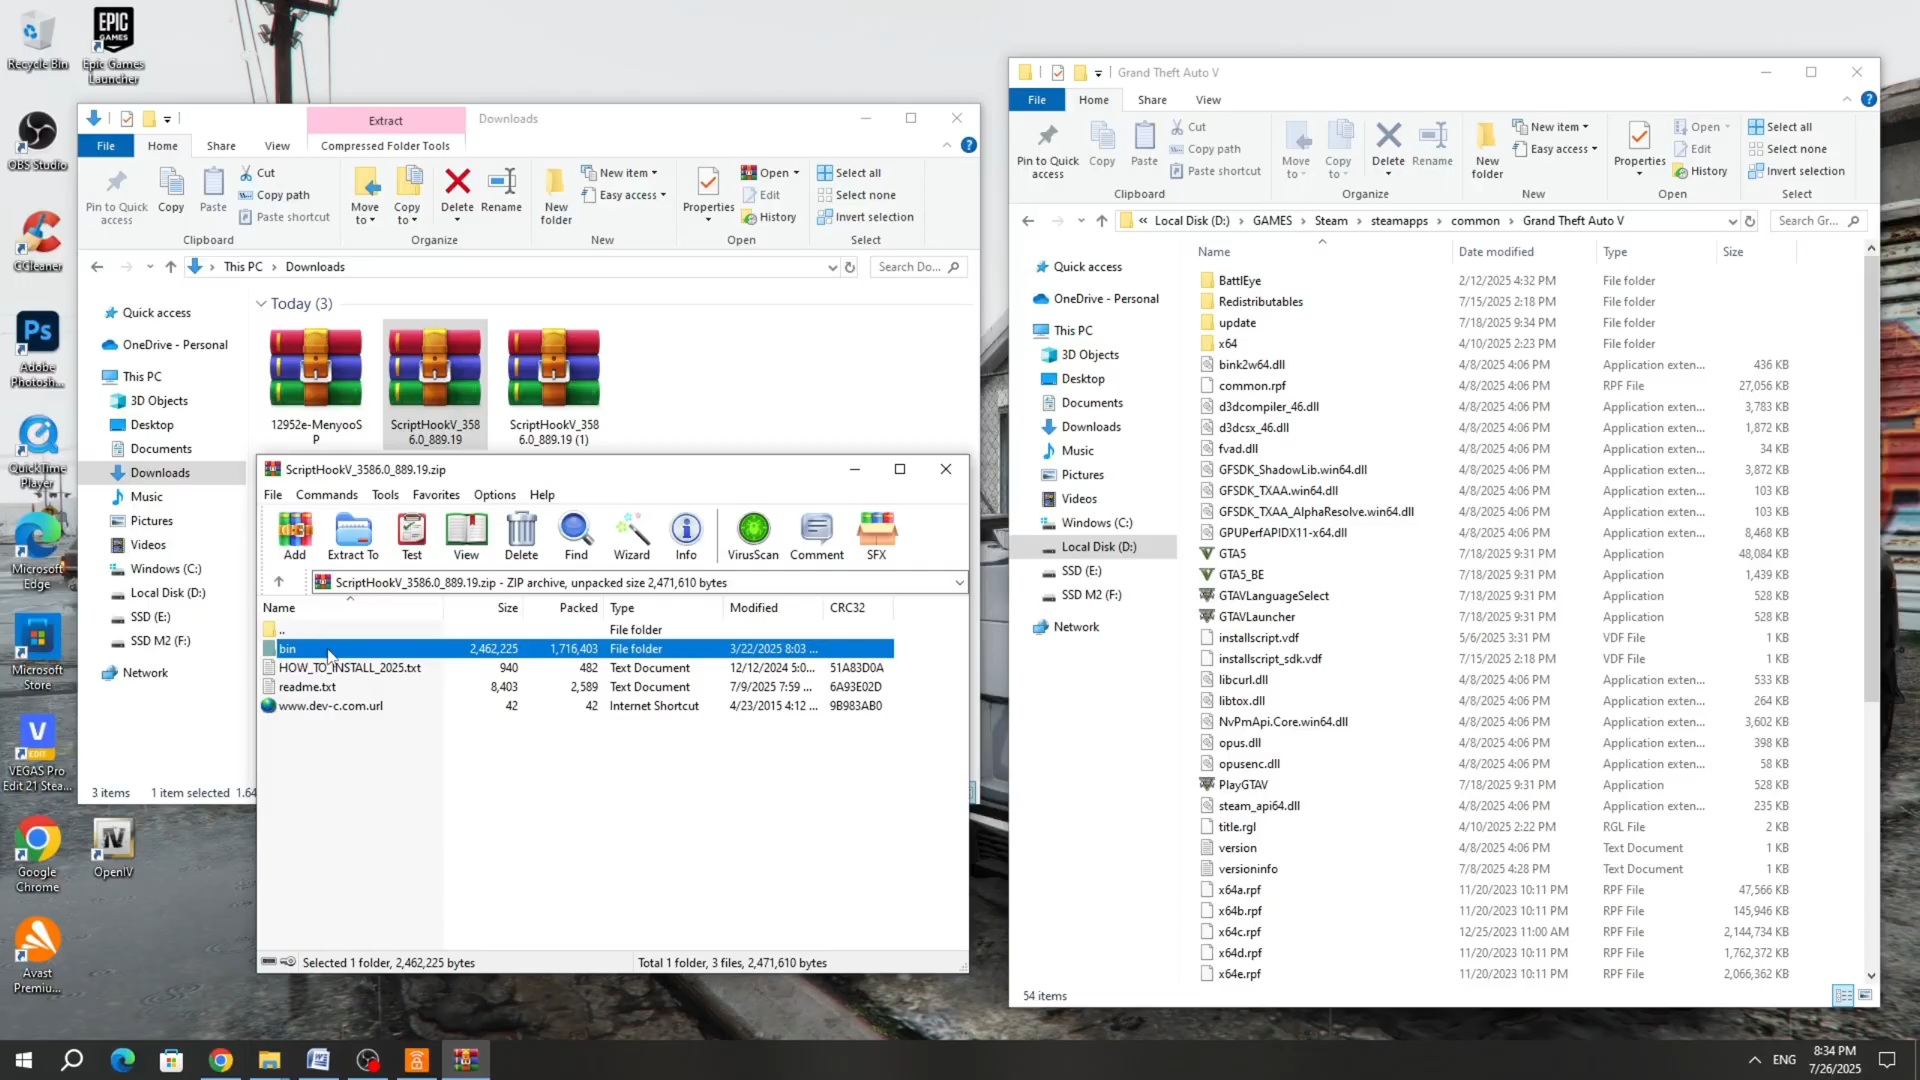 Recycle Bin
EPIC GAMES
Epic Games Launcher
OBS Studio
CCleaner
Ps
Adobe Photosh...
QuickTime Player
Microsoft Edge
Microsoft Store
V
EDIT
VEGAS Pro Edit 21 Stea...
Google Chrome
IV
OpenIV
Avast Premiu...
Extract
Downloads
File
Home
Share
View
Compressed Folder Tools
Pin to Quick access
Copy
Paste
Cut
Copy path
Paste shortcut
Clipboard
Move to
Copy to
Delete
Rename
Organize
New folder
New item
Easy access
New
Properties
Open
Edit
History
Open
Select all
Select none
Invert selection
Select
This PC > Downloads
Search Do...
Quick access
OneDrive - Personal
This PC
3D Objects
Desktop
Documents
Downloads
Music
Pictures
Videos
Windows (C:)
Local Disk (D:)
SSD (E:)
SSD M2 (F:)
Network
Today (3)
12952e-MenyooSP
ScriptHookV_3586.0_889.19
ScriptHookV_3586.0_889.19 (1)
3 items
1 item selected 1.64
ScriptHookV_3586.0_889.19.zip
File Commands Tools Favorites Options Help
Add Extract To Test View Delete Find Wizard Info VirusScan Comment SFX
ScriptHookV_3586.0_889.19.zip - ZIP archive, unpacked size 2,471,610 bytes
Name Size Packed Type Modified CRC32
.. File folder
bin 2,462,225 1,716,403 File folder 3/22/2025 8:03 ...
HOW_TO_INSTALL_2025.txt 940 482 Text Document 12/12/2024 5:0... 51A83D0A
readme.txt 8,403 2,589 Text Document 7/9/2025 7:59 ... 6A93E02D
www.dev-c.com.url 42 42 Internet Shortcut 4/23/2015 4:12 ... 9B983AB0
Selected 1 folder, 2,462,225 bytes
Total 1 folder, 3 files, 2,471,610 bytes
Grand Theft Auto V
File Home Share View
Pin to Quick access
Copy
Paste
Cut
Copy path
Paste shortcut
Clipboard
Move to
Copy to
Delete
Rename
Organize
New folder
New item
Easy access
New
Properties
Open
Edit
History
Open
Select all
Select none
Invert selection
Select
« Local Disk (D:) > GAMES > Steam > steamapps > common > Grand Theft Auto V
Search Gr...
Quick access
OneDrive - Personal
This PC
3D Objects
Desktop
Documents
Downloads
Music
Pictures
Videos
Windows (C:)
Local Disk (D:)
SSD (E:)
SSD M2 (F:)
Network
Name Date modified Type Size
BattlEye 2/12/2025 4:32 PM File folder
Redistributables 7/15/2025 2:18 PM File folder
update 7/18/2025 9:34 PM File folder
x64 4/10/2025 2:23 PM File folder
bink2w64.dll 4/8/2025 4:06 PM Application exten... 436 KB
common.rpf 4/8/2025 4:06 PM RPF File 27,056 KB
d3dcompiler_46.dll 4/8/2025 4:06 PM Application exten... 3,783 KB
d3dcsx_46.dll 4/8/2025 4:06 PM Application exten... 1,872 KB
fvad.dll 4/8/2025 4:06 PM Application exten... 34 KB
GFSDK_ShadowLib.win64.dll 4/8/2025 4:06 PM Application exten... 3,872 KB
GFSDK_TXAA.win64.dll 4/8/2025 4:06 PM Application exten... 103 KB
GFSDK_TXAA_AlphaResolve.win64.dll 4/8/2025 4:06 PM Application exten... 103 KB
GPUPerfAPIDX11-x64.dll 4/8/2025 4:06 PM Application exten... 8,468 KB
GTA5 7/18/2025 9:31 PM Application 48,084 KB
GTA5_BE 7/18/2025 9:31 PM Application 1,439 KB
GTAVLanguageSelect 7/18/2025 9:31 PM Application 528 KB
GTAVLauncher 7/18/2025 9:31 PM Application 528 KB
installscript.vdf 5/6/2025 3:31 PM VDF File 1 KB
installscript_sdk.vdf 7/15/2025 2:18 PM VDF File 1 KB
libcurl.dll 4/8/2025 4:06 PM Application exten... 533 KB
libtox.dll 4/8/2025 4:06 PM Application exten... 264 KB
NvPmApi.Core.win64.dll 4/8/2025 4:06 PM Application exten... 3,602 KB
opus.dll 4/8/2025 4:06 PM Application exten... 398 KB
opusenc.dll 4/8/2025 4:06 PM Application exten... 58 KB
PlayGTAV 7/18/2025 9:31 PM Application 528 KB
steam_api64.dll 4/8/2025 4:06 PM Application exten... 235 KB
title.rgl 4/10/2025 2:22 PM RGL File 2 KB
version 4/8/2025 4:06 PM Text Document 1 KB
versioninfo 7/8/2025 4:28 PM Text Document 1 KB
x64a.rpf 11/20/2023 10:11 PM RPF File 47,566 KB
x64b.rpf 11/20/2023 10:11 PM RPF File 145,946 KB
x64c.rpf 12/25/2023 11:00 AM RPF File 2,144,734 KB
x64d.rpf 11/20/2023 10:11 PM RPF File 1,762,372 KB
x64e.rpf 11/20/2023 10:11 PM RPF File 2,066,362 KB
54 items
ENG
8:34 PM
7/26/2025